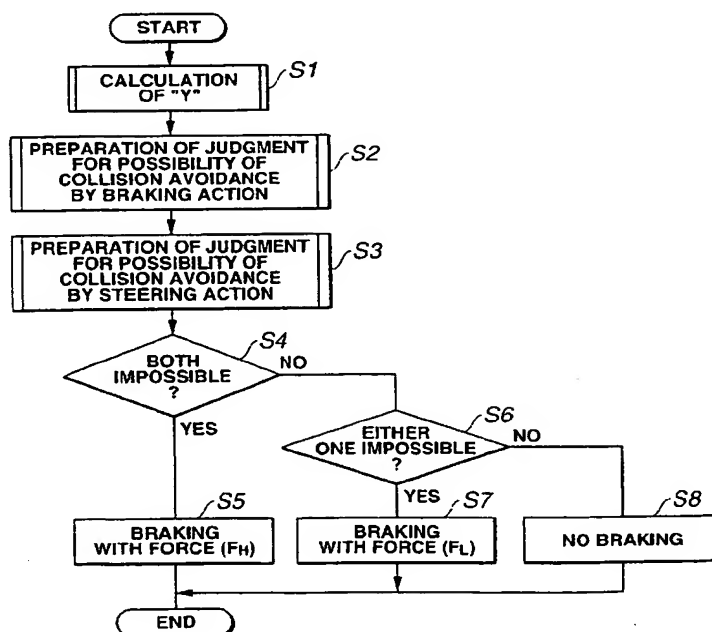 START
CALCULATION
OF "Y"
S1
PREPARATION OF JUDGMENT
FOR POSSIBILITY OF
COLLISION AVOIDANCE
BY BRAKING ACTION
S2
PREPARATION OF JUDGMENT
FOR POSSIBILITY OF
COLLISION AVOIDANCE
BY STEERING ACTION
S3
BOTH
IMPOSSIBLE
?
S4
NO
YES
EITHER
ONE IMPOSSIBLE
?
S6
NO
YES
S5
BRAKING
WITH FORCE (FH)
S7
BRAKING
WITH FORCE (FL)
S8
NO BRAKING
END